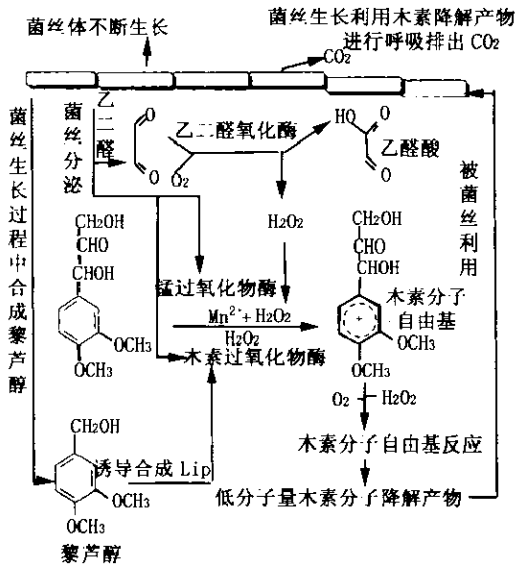 菌丝体不断生长
菌丝生长利用木素降解产物
进行呼吸排出CO2
CO2
菌丝生长过程中合成黎芦醇
菌丝分泌
乙二醛
O
O
O2
乙二醛氧化酶
HO
O
O
乙醛酸
被菌丝利用
H2O2
CH2OH
CHO
CHOH
OCH3
OCH3
锰过氧化物酶
Mn2+ + H2O2
H2O2
木素过氧化物酶
CH2OH
CHO
CHOH
+
OCH3
OCH3
木素分子
自由基
O2
H2O2
木素分子自由基反应
低分子量木素分子降解产物
CH2OH
诱导合成 Lip
OCH3
OCH3
黎芦醇